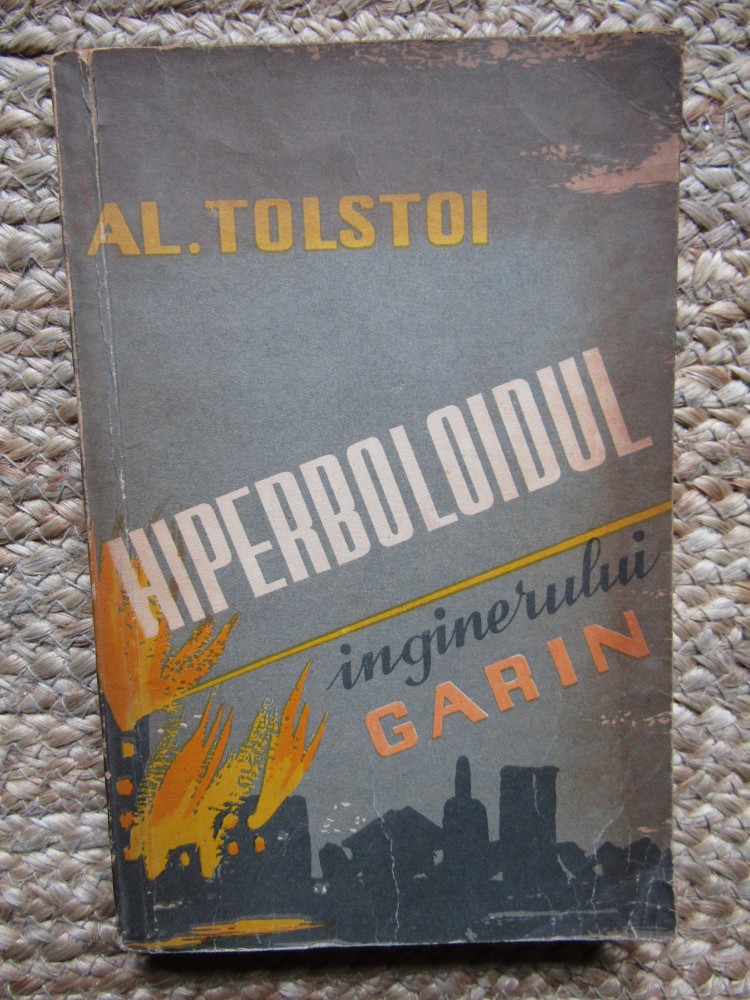 AL. TOLSTOI
HIPERBOLOIDUL
inginerului
GARIN